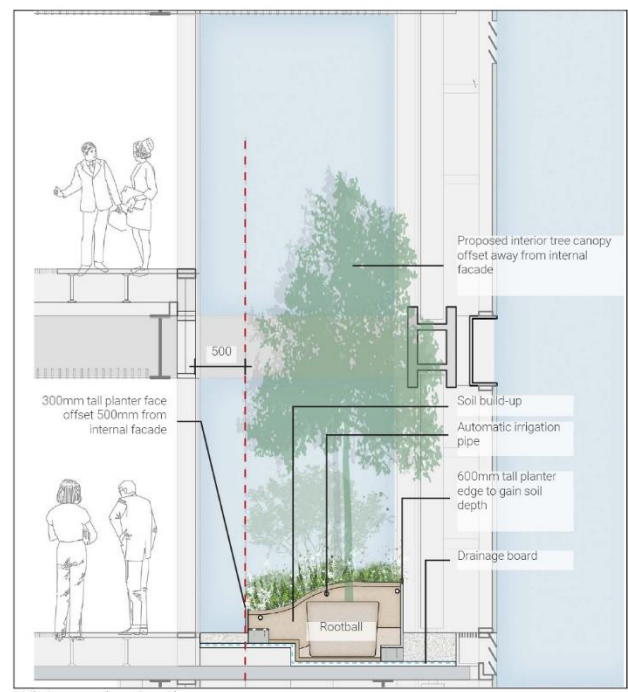 Proposed interior tree canopy
offset away from internal
facade
500
300mm tall planter face
offset 500mm from
internal facade
Soil build-up
Automatic irrigation
pipe
600mm tall planter
edge to gain soil
depth
Drainage board
Rootball